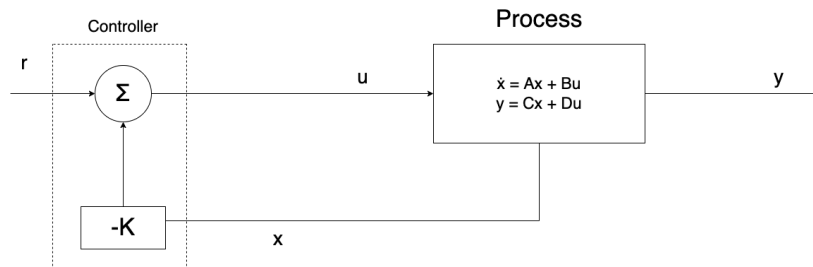 Process
Controller
r
Σ
u
ẋ = Ax + Bu
y = Cx + Du
y
-K
x